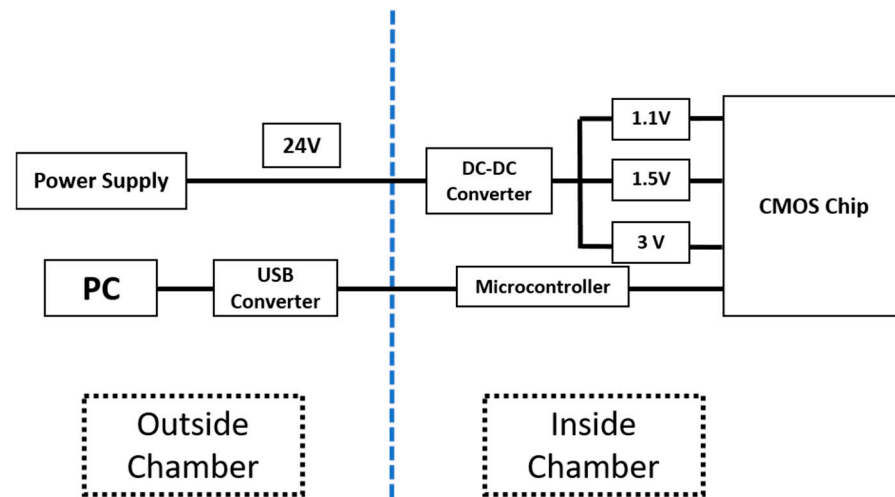 24V
Power Supply
DC-DC
Converter
1.1V
1.5V
3 V
CMOS Chip
PC
USB
Converter
Microcontroller
Outside
Chamber
Inside
Chamber